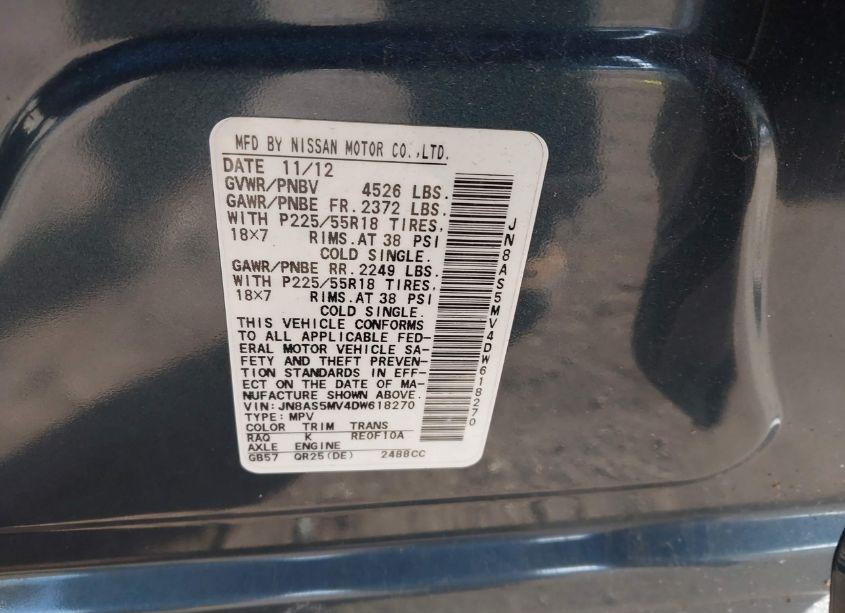 MFD BY NISSAN MOTOR CO.,LTD.
DATE 11/12
GVWR/PNBV 4526 LBS.
GAWR/PNBE FR.2372 LBS.
WITH P225/55R18 TIRES,
18×7 RIMS.AT 38 PSI
COLD SINGLE.
GAWR/PNBE RR.2249 LBS.
WITH P225/55R18 TIRES.
18×7 RIMS.AT 38 PSI
COLD SINGLE.
THIS VEHICLE CONFORMS
TO ALL APPLICABLE FED-
ERAL MOTOR VEHICLE SA-
FETY AND THEFT PREVEN-
TION STANDARDS IN EFF-
ECT ON THE DATE OF MA-
NUFACTURE SHOWN ABOVE.
VIN:JN8AS5MV4DW618270
TYPE:MPV
COLOR TRIM TRANS
RAQ K RE0F10A
AXLE ENGINE
GB57 QR25(DE) 2488CC
JN8AS5MV4DW618270